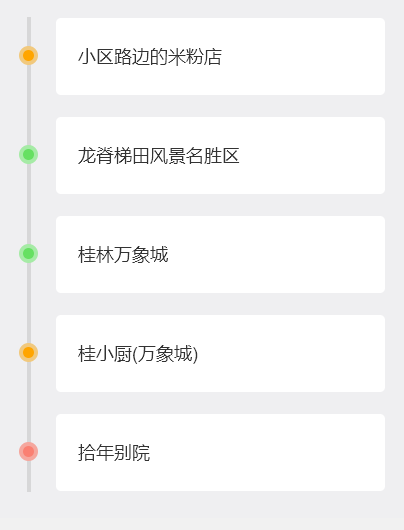 小区路边的米粉店
龙脊梯田风景名胜区
桂林万象城
桂小厨(万象城)
拾年别院